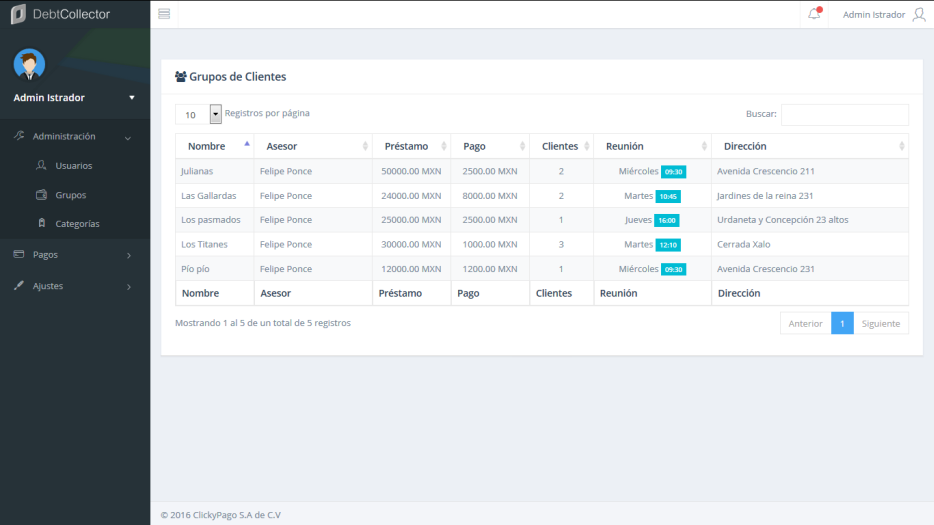 DebtCollector
Admin Istrador
Admin Istrador
Administración
Usuarios
Grupos
Categorías
Pagos
Ajustes
Grupos de Clientes
10 Registros por página
Buscar:
Nombre Asesor Préstamo Pago Clientes Reunión Dirección
Julianas Felipe Ponce 50000.00 MXN 2500.00 MXN 2 Miércoles 09:30 Avenida Crescencio 211
Las Gallardas Felipe Ponce 24000.00 MXN 8000.00 MXN 2 Martes 10:45 Jardines de la reina 231
Los pasmados Felipe Ponce 25000.00 MXN 2500.00 MXN 1 Jueves 16:00 Urdaneta y Concepción 23 altos
Los Titanes Felipe Ponce 30000.00 MXN 1000.00 MXN 3 Martes 12:10 Cerrada Xalo
Pío pío Felipe Ponce 12000.00 MXN 1200.00 MXN 1 Miércoles 09:30 Avenida Crescencio 231
Nombre Asesor Préstamo Pago Clientes Reunión Dirección
Mostrando 1 al 5 de un total de 5 registros
Anterior 1 Siguiente
© 2016 ClickyPago S.A de C.V